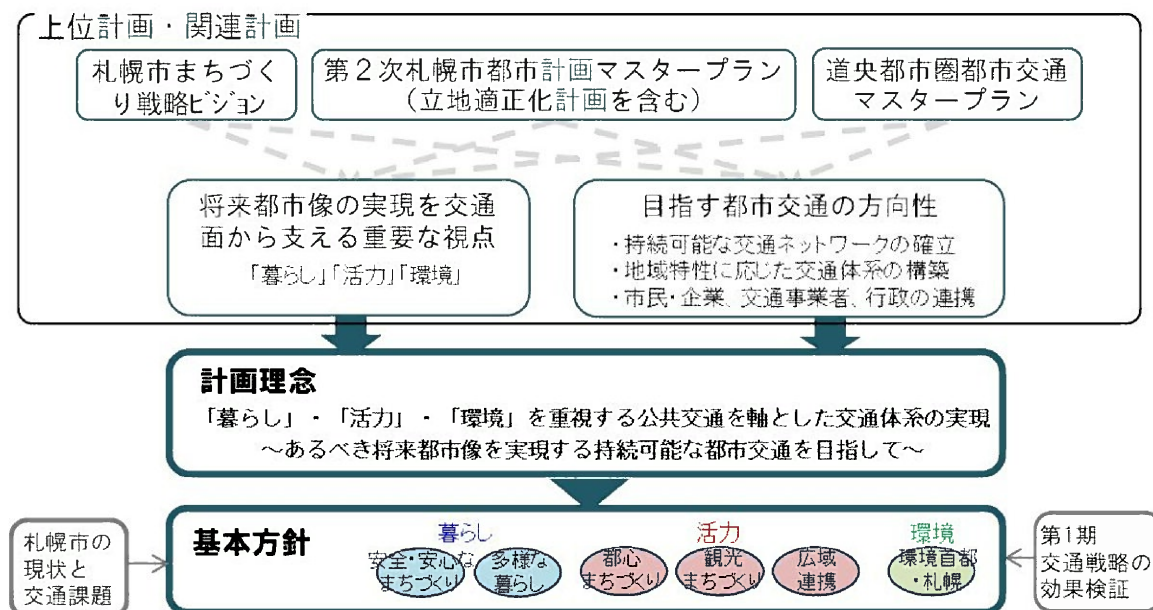 上位計画・関連計画
札幌市まちづく
り戦略ビジョン
第2次札幌市都市計画マスタープラン
(立地適正化計画を含む)
道央都市圏都市交通
マスタープラン
将来都市像の実現を交通
面から支える重要な視点
「暮らし」「活力」「環境」
目指す都市交通の方向性
・持続可能な交通ネットワークの確立
・地域特性に応じた交通体系の構築
・市民・企業、交通事業者、行政の連携
計画理念
「暮らし」・「活力」・「環境」を重視する公共交通を軸とした交通体系の実現
~あるべき将来都市像を実現する持続可能な都市交通を目指して~
札幌市の
現状と
交通課題
基本方針
暮らし
安全・安心な
まちづくり
多様な
暮らし
活力
都心
まちづくり
観光
まちづくり
広域
連携
環境
環境首都
・札幌
第1期
交通戦略の
効果検証